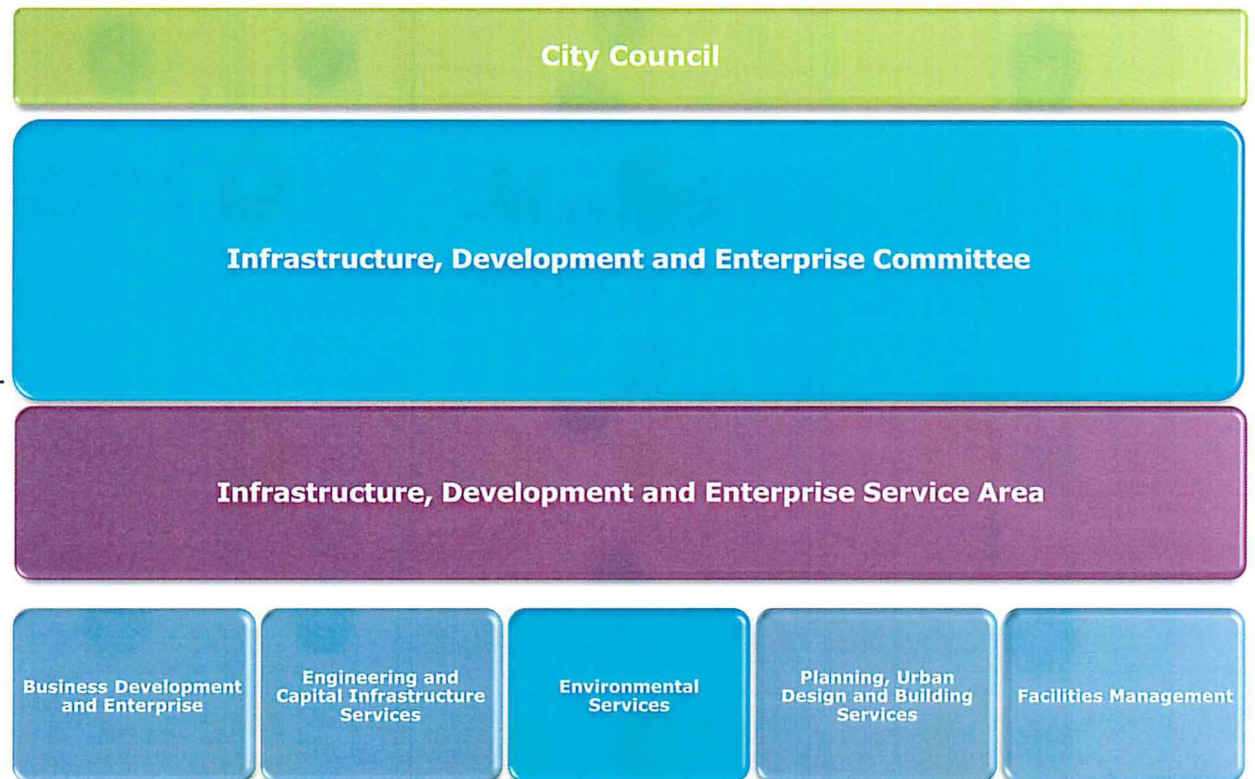 City Council
Infrastructure, Development and Enterprise Committee
Infrastructure, Development and Enterprise Service Area
Business Development
and Enterprise
Engineering and
Capital Infrastructure
Services
Environmental
Services
Planning, Urban
Design and Building
Services
Facilities Management